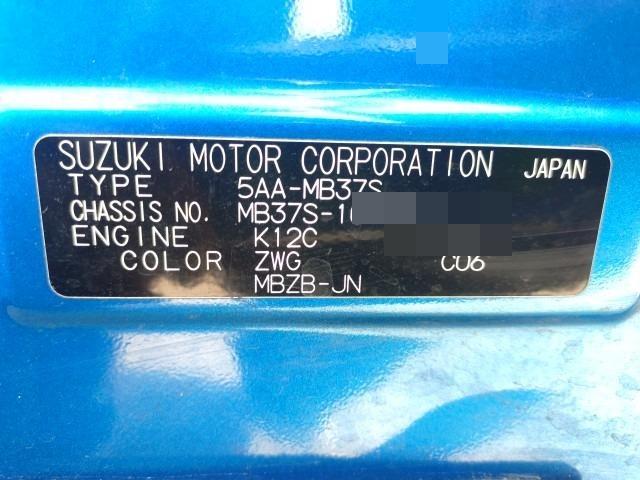 SUZUKI MOTOR CORPORATION JAPAN
TYPE 5AA-MB37S
CHASSIS NO. MB37S-1
ENGINE K12C
COLOR ZWG C06
MBZB-JN